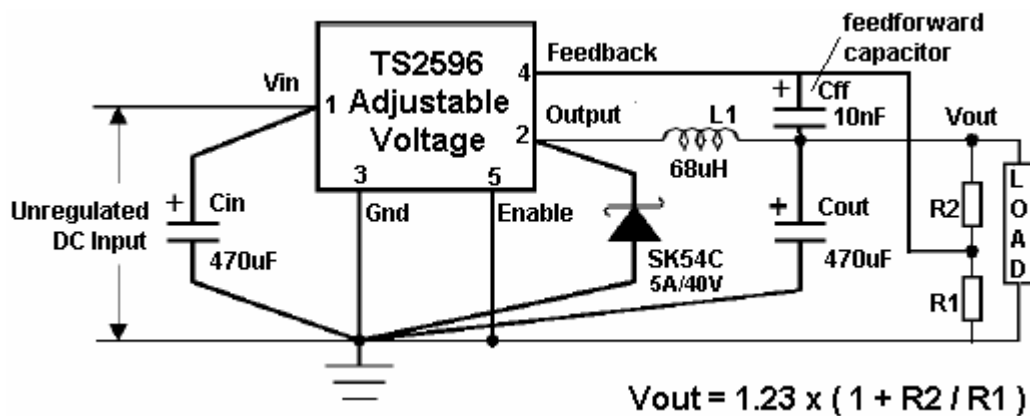 feedforward
capacitor
TS2596
Adjustable
Voltage
Vin
1
Feedback
4
+
Cff
10nF
Output
2
L1
68uH
Vout
3
5
Gnd
Enable
Unregulated
DC Input
+
Cin
470uF
SK54C
5A/40V
+
Cout
470uF
R2
R1
LOAD
Vout = 1.23 x ( 1 + R2 / R1 )